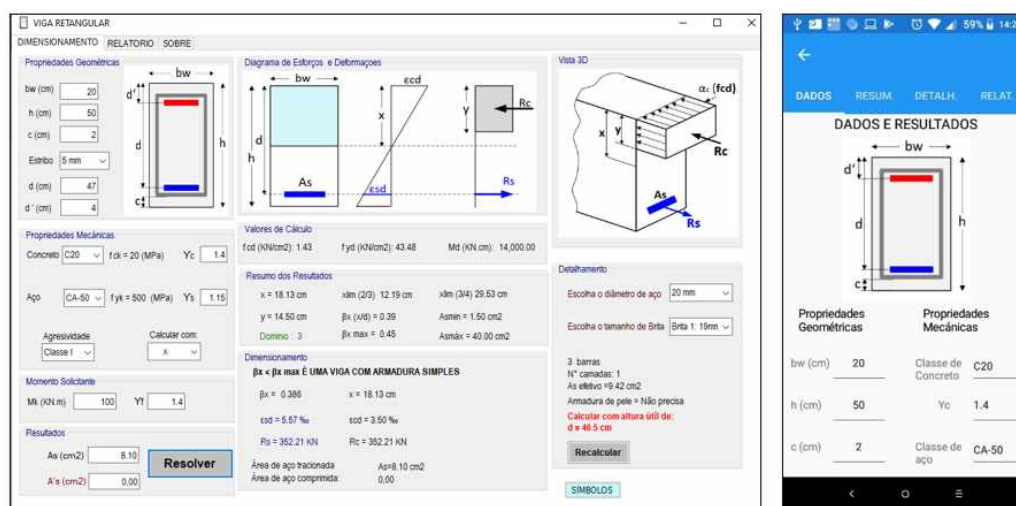 VIGA RETANGULAR
DIMENSIONAMENTO RELATORIO SOBRE
Propriedades Geométricas
bw (cm) 20
h (cm) 50
c (cm) 2
Estribo 5 mm
d (cm) 47
d ' (cm) 4
bw
d'
d
h
c
Diagrama de Esforços e Deformaçoes
bw
εcd
x
y
Rc
d
h
As
εsd
Rs
Vista 3D
αc (fcd)
x
y
Rc
As
Rs
Propriedades Mecánicas
Concreto C20 f ck = 20 (MPa) Yc 1.4
Aço CA-50 f yk = 500 (MPa) Ys 1.15
Agresividade Calcular com:
Classe I x
Momento Solicitante
Mk (KN.m) 100 Yf 1.4
Resultados
As (cm2) 8.10
A's (cm2) 0,00
Resolver
Valores de Cálculo
f cd (KN/cm2): 1.43 f yd (KN/cm2): 43.48 Md (KN.cm): 14,000.00
Resumo dos Resultados
x = 18.13 cm xlim (2/3) 12.19 cm xlim (3/4) 29.53 cm
y = 14.50 cm βx (x/d) = 0.39 Asmin = 1.50 cm2
Dominio : 3 βx max = 0.45 Asmáx = 40.00 cm2
Dimensionamento
βx < βx max É UMA VIGA COM ARMADURA SIMPLES
βx = 0.386 x = 18.13 cm
εsd = 5.57 ‰ εcd = 3.50 ‰
Rs = 352.21 KN Rc = 352.21 KN
Área de aço tracionada As=8.10 cm2
Área de aço comprimida: 0,00
Detalhamento
Escolha o diâmetro de aço 20 mm
Escolha o tamanho de Brita Brita 1: 19mm
3 barras
N° camadas: 1
As efetivo =9.42 cm2
Armadura de pele = Não precisa
Calcular com altura útil de:
d = 46.5 cm
Recalcular
SÍMBOLOS
59% 14:2
DADOS RESUM. DETALH. RELAT.
DADOS E RESULTADOS
bw
d'
d
h
c
Propriedades Geométricas
Propriedades Mecánicas
bw (cm) 20 Classe de Concreto C20
h (cm) 50 Yc 1.4
c (cm) 2 Classe de aço CA-50